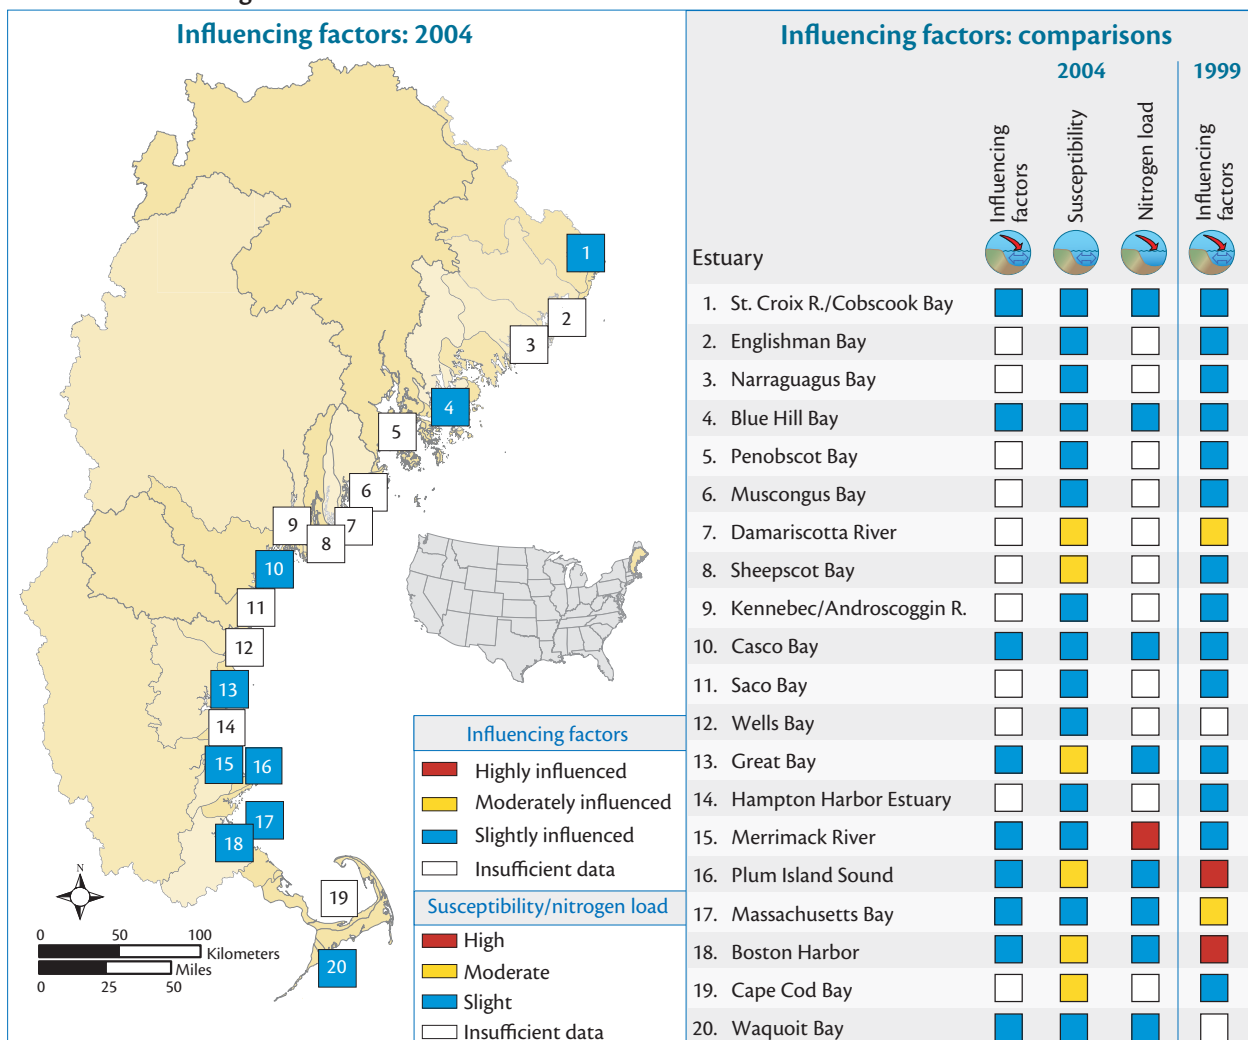 Influencing factors: 2004
1
2
3
4
5
6
7
8
9
10
11
12
13
14
15
16
17
18
19
20
N
0 50 100
Kilometers
Miles
0 25 50
Influencing factors
Highly influenced
Moderately influenced
Slightly influenced
Insufficient data
Susceptibility/nitrogen load
High
Moderate
Slight
Insufficient data
Influencing factors: comparisons
2004 1999
Influencing
factors
Susceptibility
Nitrogen load
Influencing
factors
Estuary
1. St. Croix R./Cobscook Bay
2. Englishman Bay
3. Narraguagus Bay
4. Blue Hill Bay
5. Penobscot Bay
6. Muscongus Bay
7. Damariscotta River
8. Sheepscot Bay
9. Kennebec/Androscoggin R.
10. Casco Bay
11. Saco Bay
12. Wells Bay
13. Great Bay
14. Hampton Harbor Estuary
15. Merrimack River
16. Plum Island Sound
17. Massachusetts Bay
18. Boston Harbor
19. Cape Cod Bay
20. Waquoit Bay